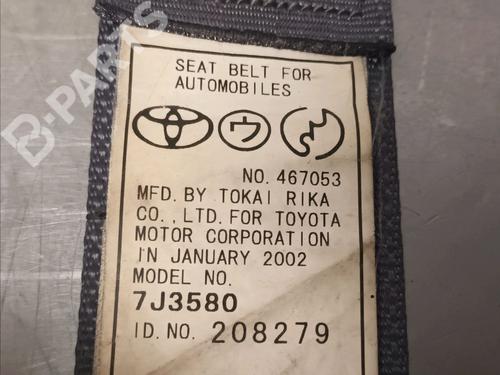 B-PARTS
SEAT BELT FOR
AUTOMOBILES
ウ
NO. 467053
MFD. BY TOKAI RIKA
CO., LTD. FOR TOYOTA
MOTOR CORPORATION
IN JANUARY 2002
MODEL NO.
7J3580
ID. NO. 208279